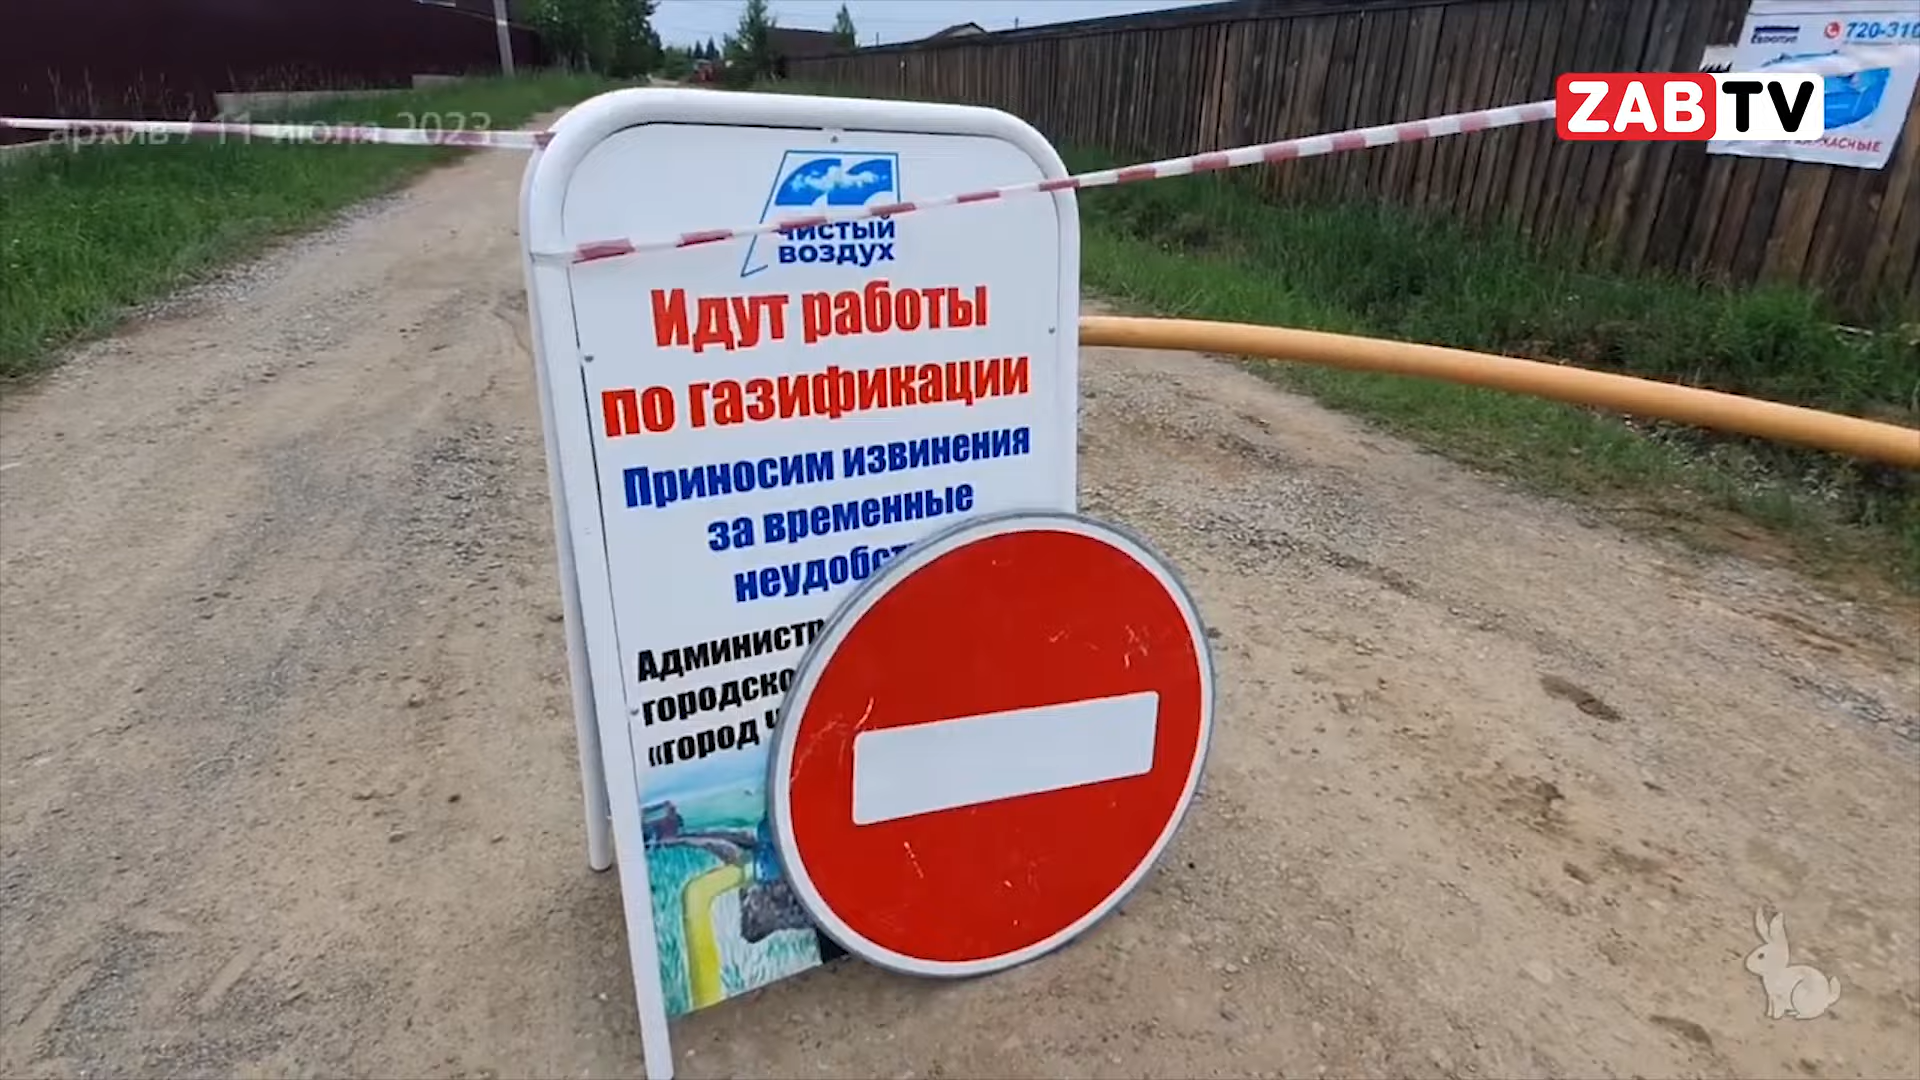 архив / 11 июля 2023
ZABTV
720-310
ЧИСТЫЙ
ВОЗДУХ
Идут работы
по газификации
Приносим извинения
за временные
неудобст
Администр
городско
«город Ч